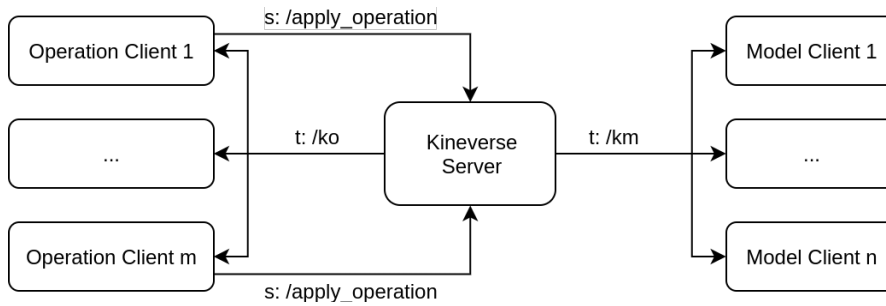 s: /apply_operation
Operation Client 1
Model Client 1
...
t: /ko
Kineverse
Server
t: /km
...
Operation Client m
Model Client n
s: /apply_operation